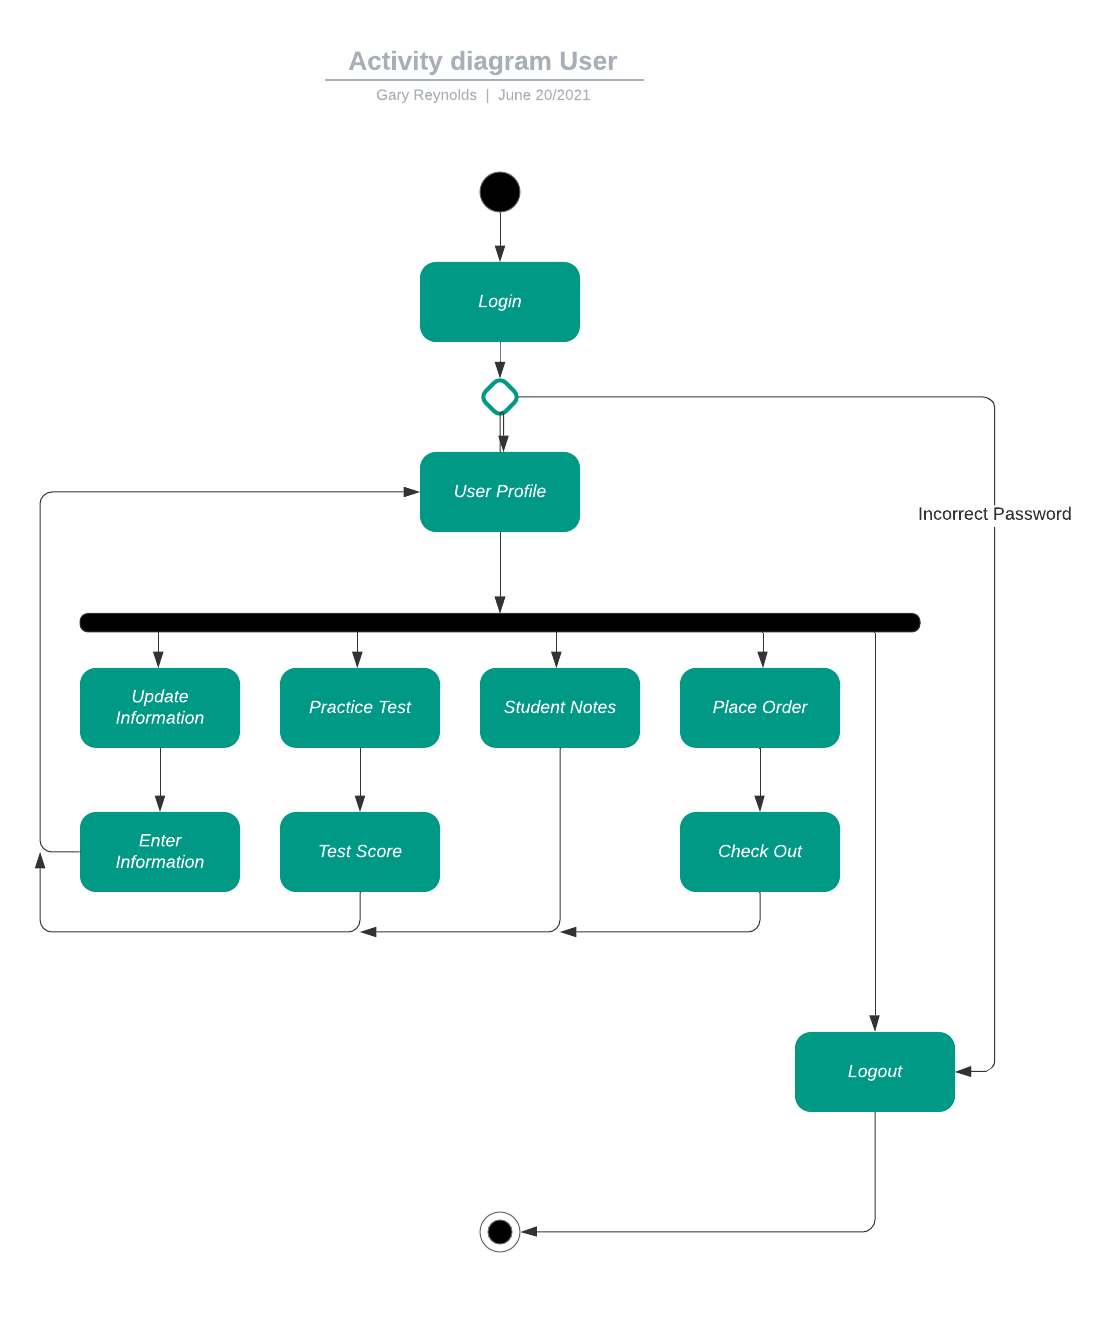 Activity diagram User
Gary Reynolds | June 20/2021
Login
User Profile
Incorrect Password
Update
Information
Practice Test
Student Notes
Place Order
Enter
Information
Test Score
Check Out
Logout